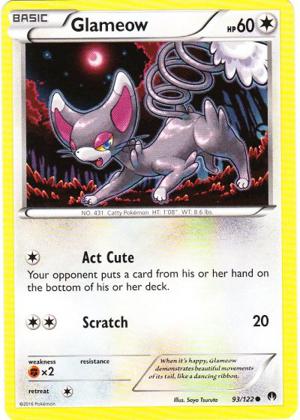 BASIC
Glameow HP60
NO. 431 Catty Pokémon HT: 1'08" WT: 8.6 lbs.
Act Cute
Your opponent puts a card from his or her hand on
the bottom of his or her deck.
Scratch 20
weakness resistance
×2
retreat
When it's happy, Glameow
demonstrates beautiful movements
of its tail, like a dancing ribbon.
©2016 Pokémon
Illus. Sayo Tsuruta 93/122